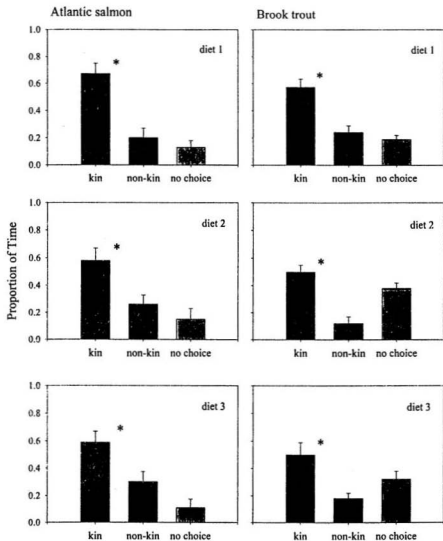 Atlantic salmon Brook trout
Proportion of Time
1.0
0.8
0.6
0.4
0.2
0.0
diet 1
*
kin non-kin no choice
diet 1
*
kin non-kin no choice
1.0
0.8
0.6
0.4
0.2
0.0
diet 2
*
kin non-kin no choice
diet 2
*
kin non-kin no choice
1.0
0.8
0.6
0.4
0.2
0.0
diet 3
*
kin non-kin no choice
diet 3
*
kin non-kin no choice